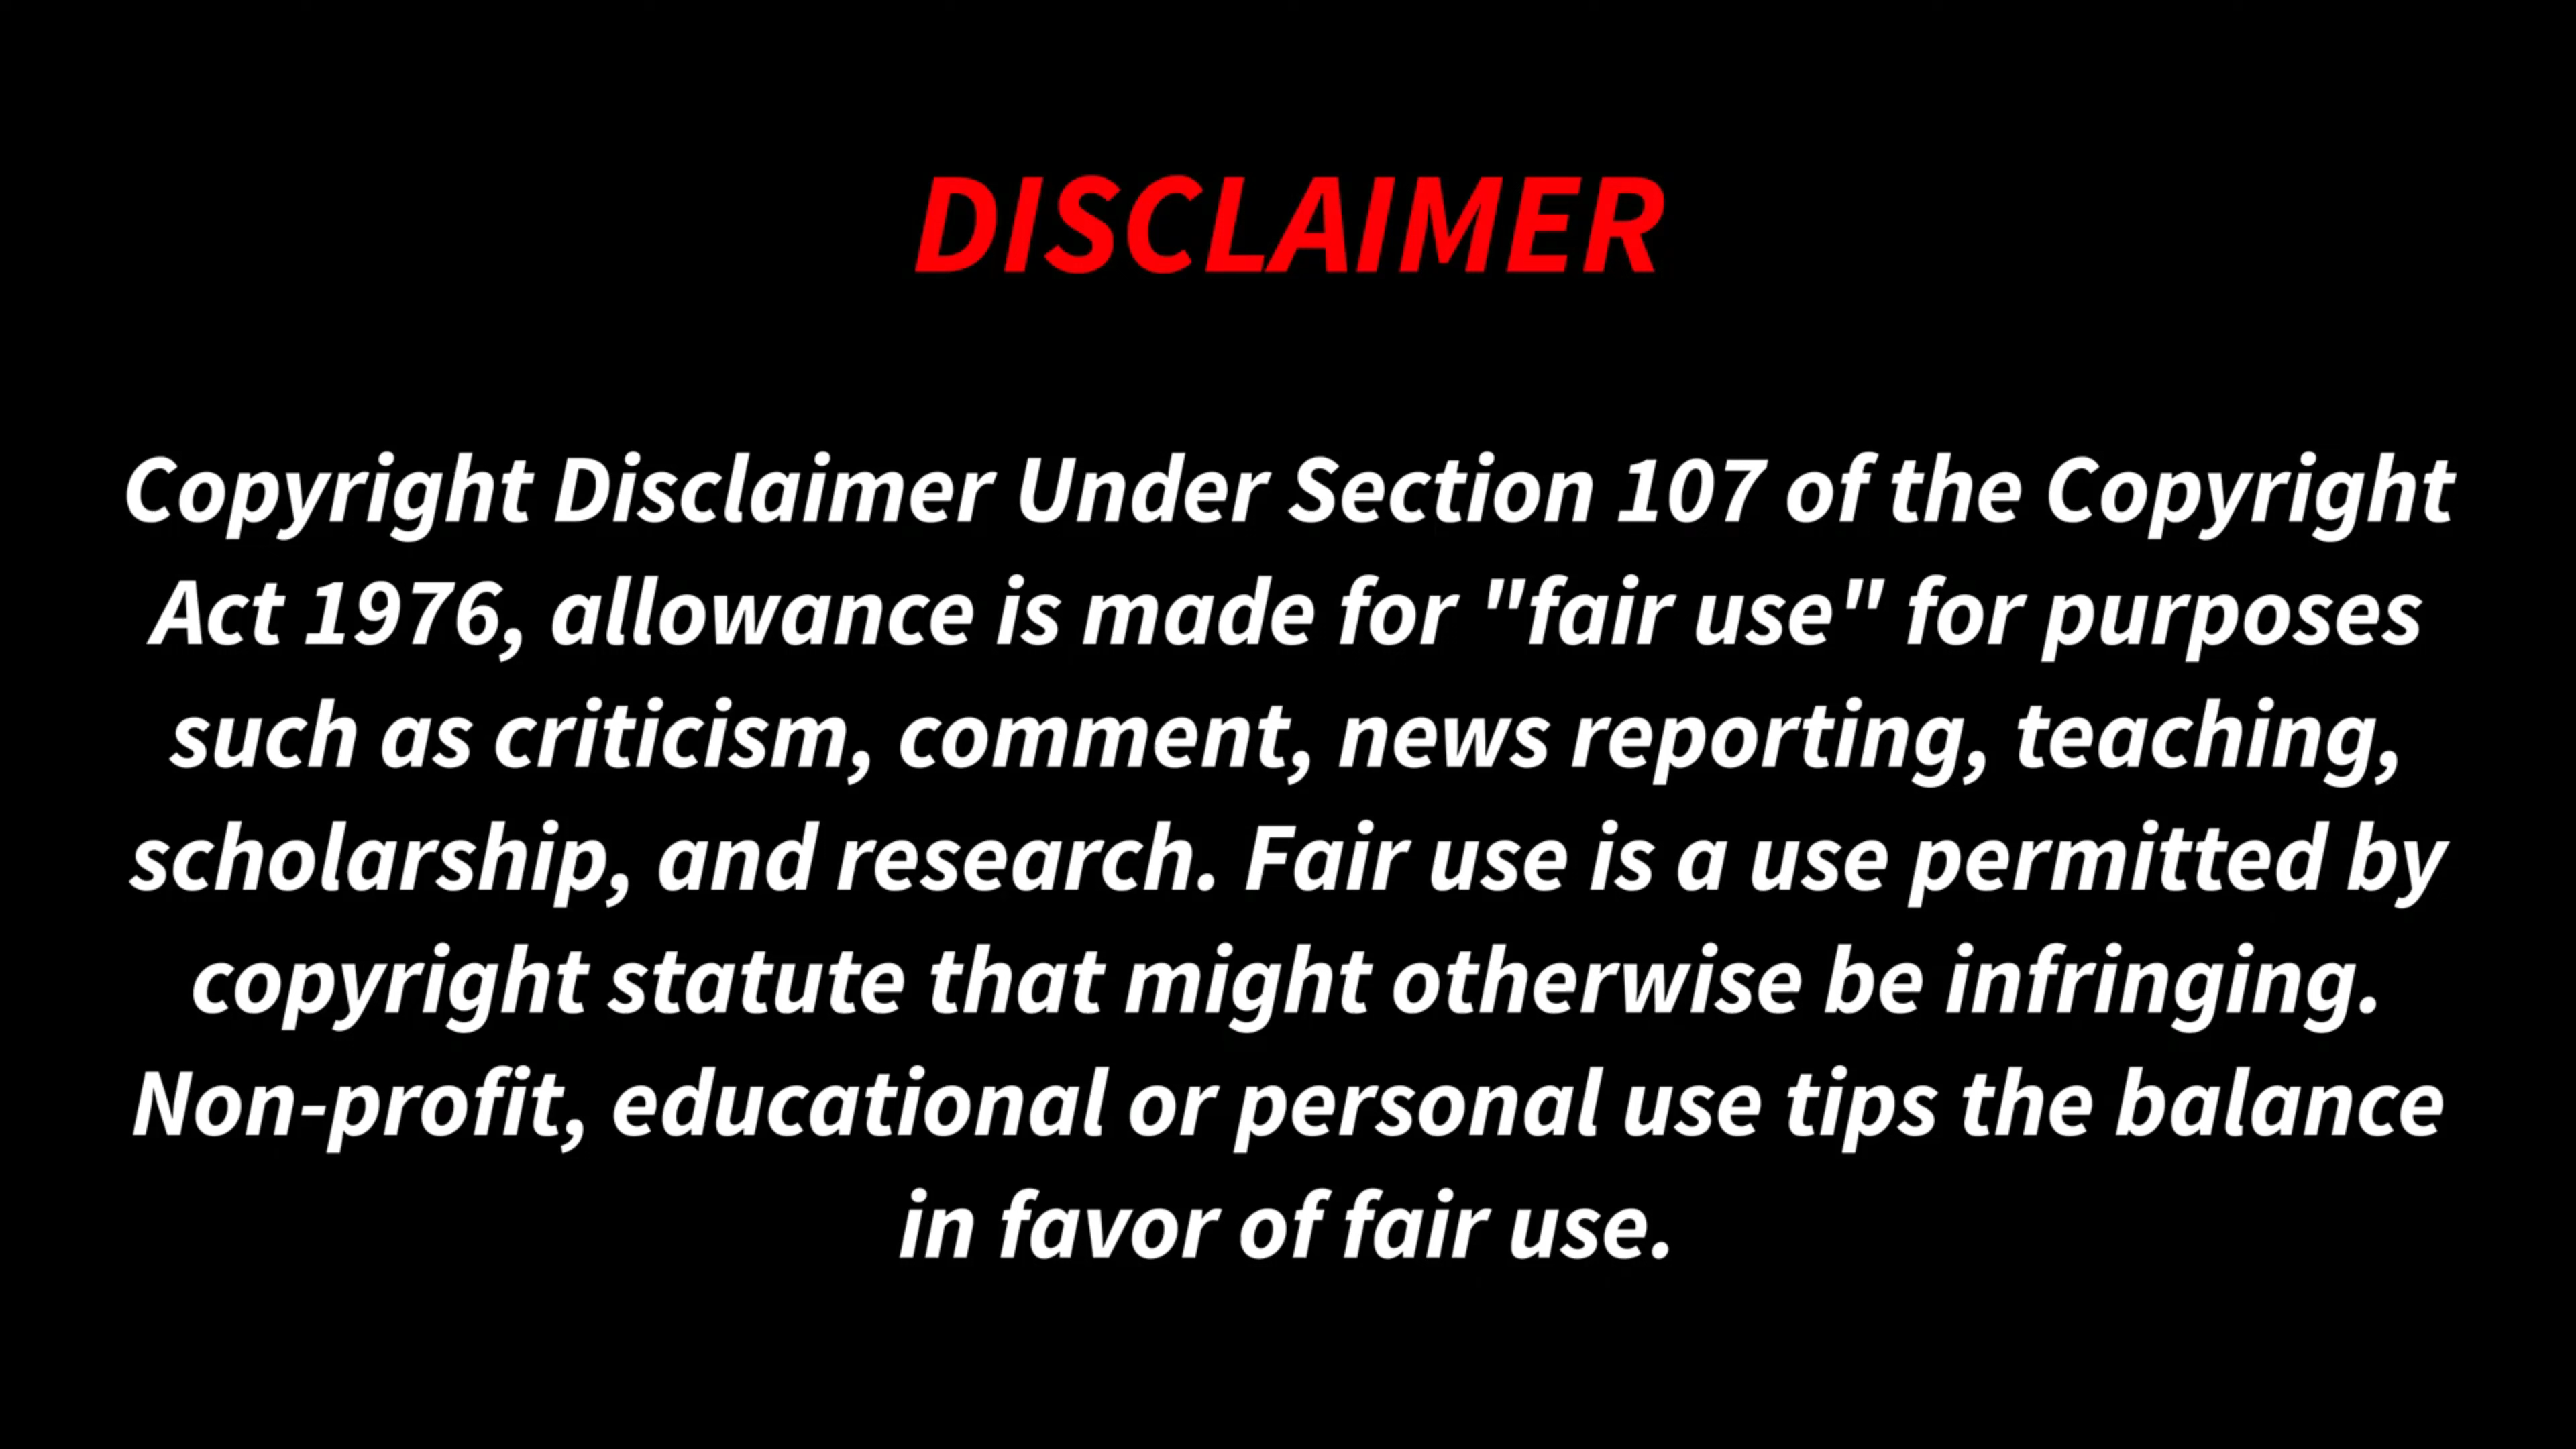 DISCLAIMER
Copyright Disclaimer Under Section 107 of the Copyright
Act 1976, allowance is made for "fair use" for purposes
such as criticism, comment, news reporting, teaching,
scholarship, and research. Fair use is a use permitted by
copyright statute that might otherwise be infringing.
Non-profit, educational or personal use tips the balance
in favor of fair use.